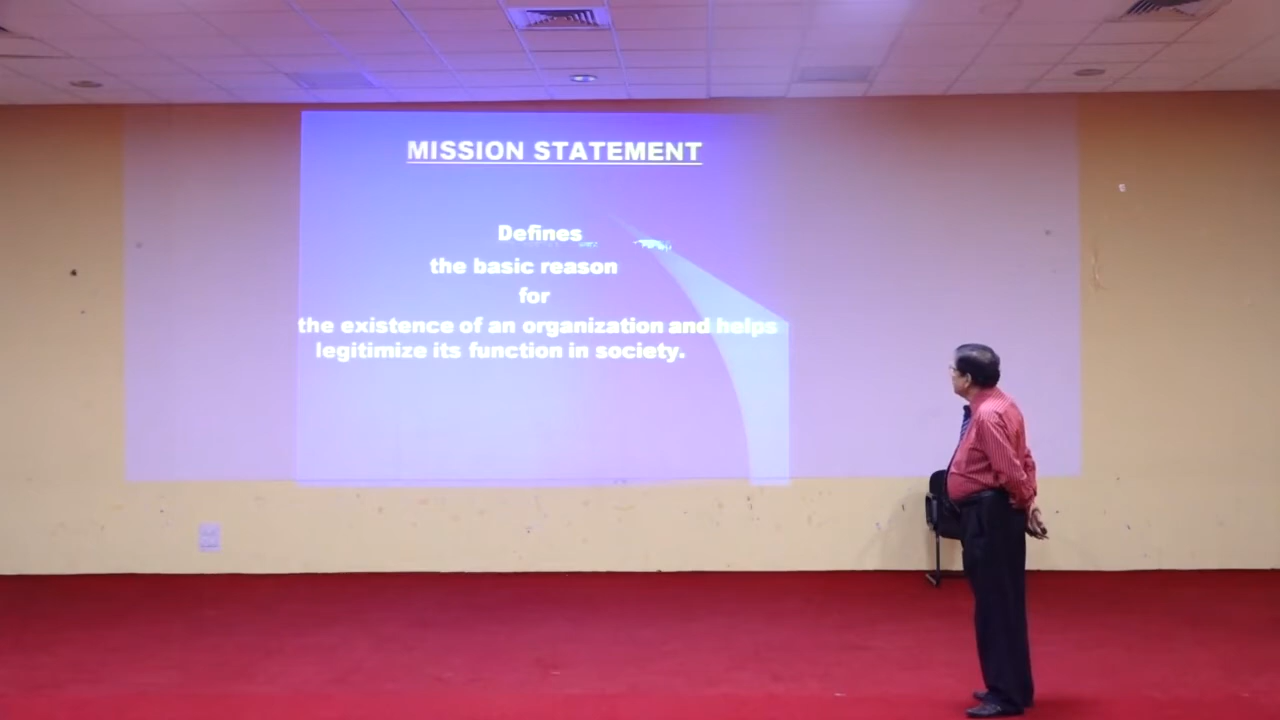 MISSION STATEMENT
Defines
the basic reason
for
the existence of an organization and helps
legitimize its function in society.